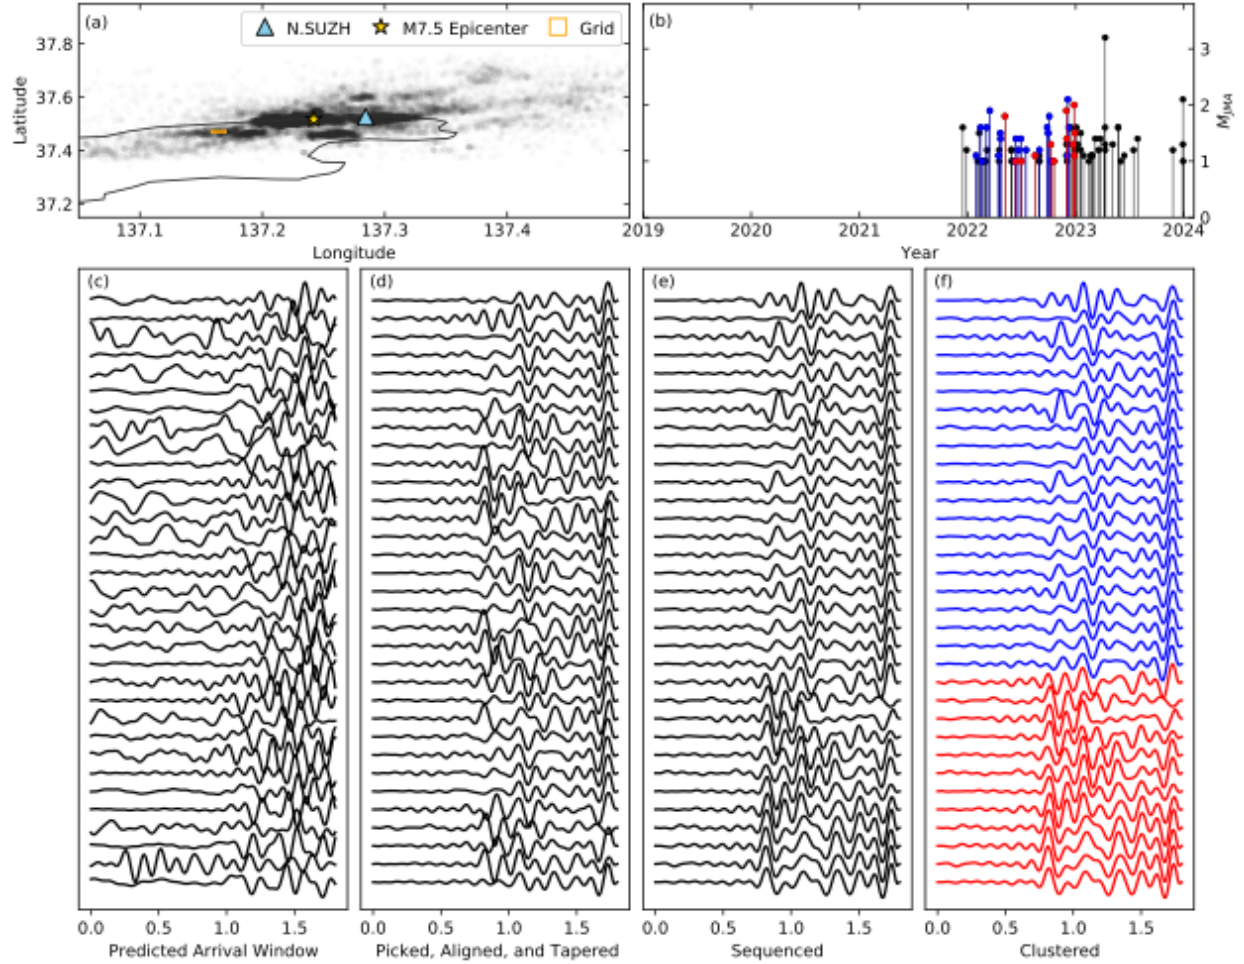 (a)
N.SUZH
M7.5 Epicenter
Grid
37.8
37.6
37.4
37.2
Latitude
137.1
137.2
137.3
137.4
Longitude
(b)
3
2
1
0
MJMA
2019
2020
2021
2022
2023
2024
Year
(c)
0.0
0.5
1.0
1.5
Predicted Arrival Window
(d)
0.0
0.5
1.0
1.5
Picked, Aligned, and Tapered
(e)
0.0
0.5
1.0
1.5
Sequenced
(f)
0.0
0.5
1.0
1.5
Clustered